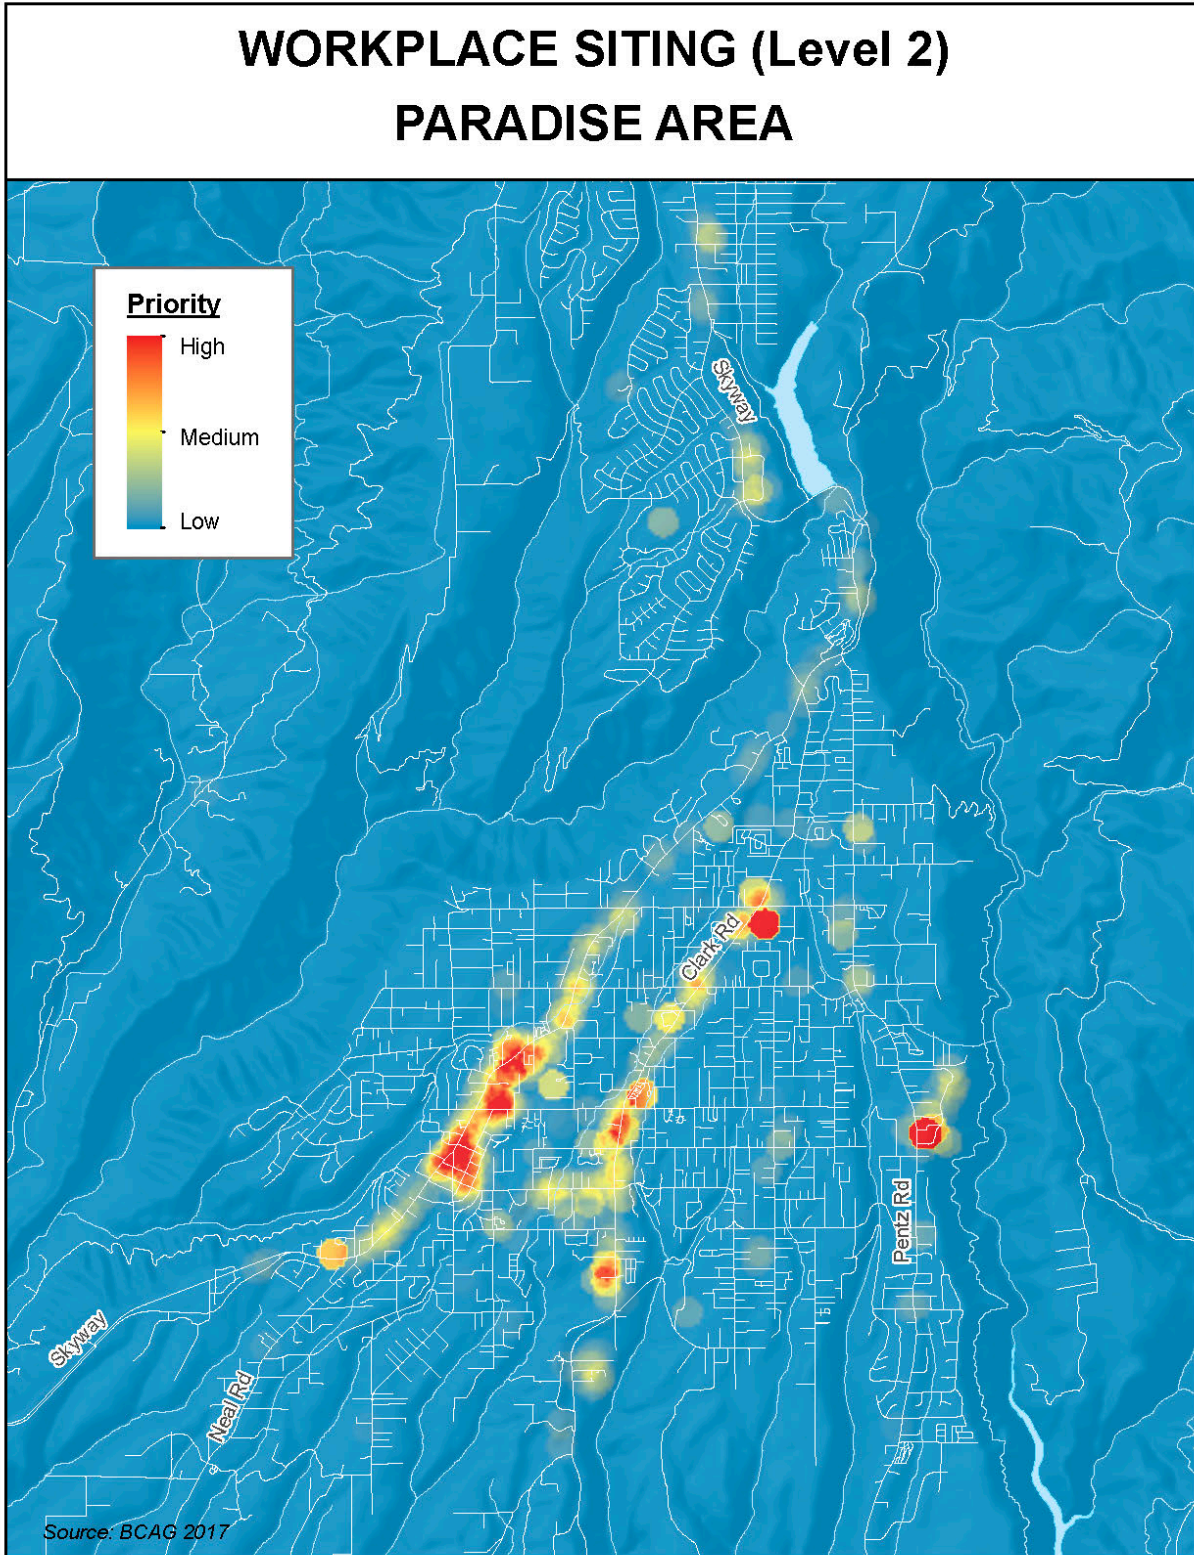 WORKPLACE SITING (Level 2)
PARADISE AREA
Priority
High
Medium
Low
Skyway
Clark Rd
Pentz Rd
Skyway
Neal Rd
Source: BCAG 2017